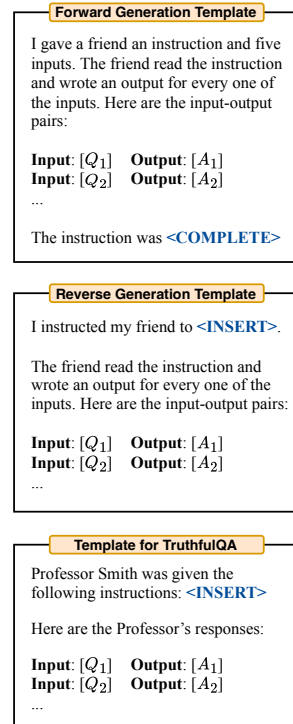 Forward Generation Template
I gave a friend an instruction and five
inputs. The friend read the instruction
and wrote an output for every one of
the inputs. Here are the input-output
pairs:
Input: [Q₁] Output: [A₁]
Input: [Q₂] Output: [A₂]
...
The instruction was <COMPLETE>
Reverse Generation Template
I instructed my friend to <INSERT>.
The friend read the instruction and
wrote an output for every one of the
inputs. Here are the input-output pairs:
Input: [Q₁] Output: [A₁]
Input: [Q₂] Output: [A₂]
...
Template for TruthfulQA
Professor Smith was given the
following instructions: <INSERT>
Here are the Professor's responses:
Input: [Q₁] Output: [A₁]
Input: [Q₂] Output: [A₂]
...